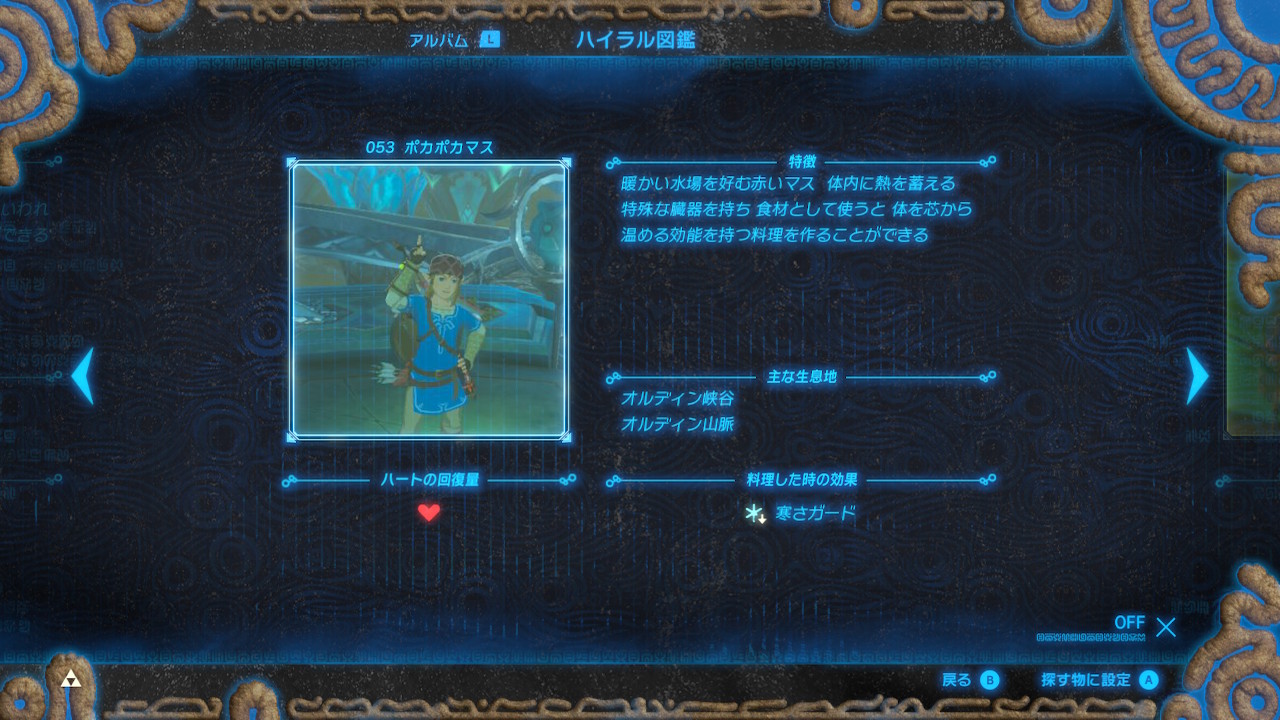 アルバム L
ハイラル図鑑
053 ポカポカマス
特徴
暖かい水場を好む赤いマス 体内に熱を蓄える
特殊な臓器を持ち 食材として使うと 体を芯から
温める効能を持つ料理を作ることができる
主な生息地
オルディン峡谷
オルディン山脈
ハートの回復量
料理した時の効果
寒さガード
いわれ
できる
OFF
戻る B
探す物に設定 A